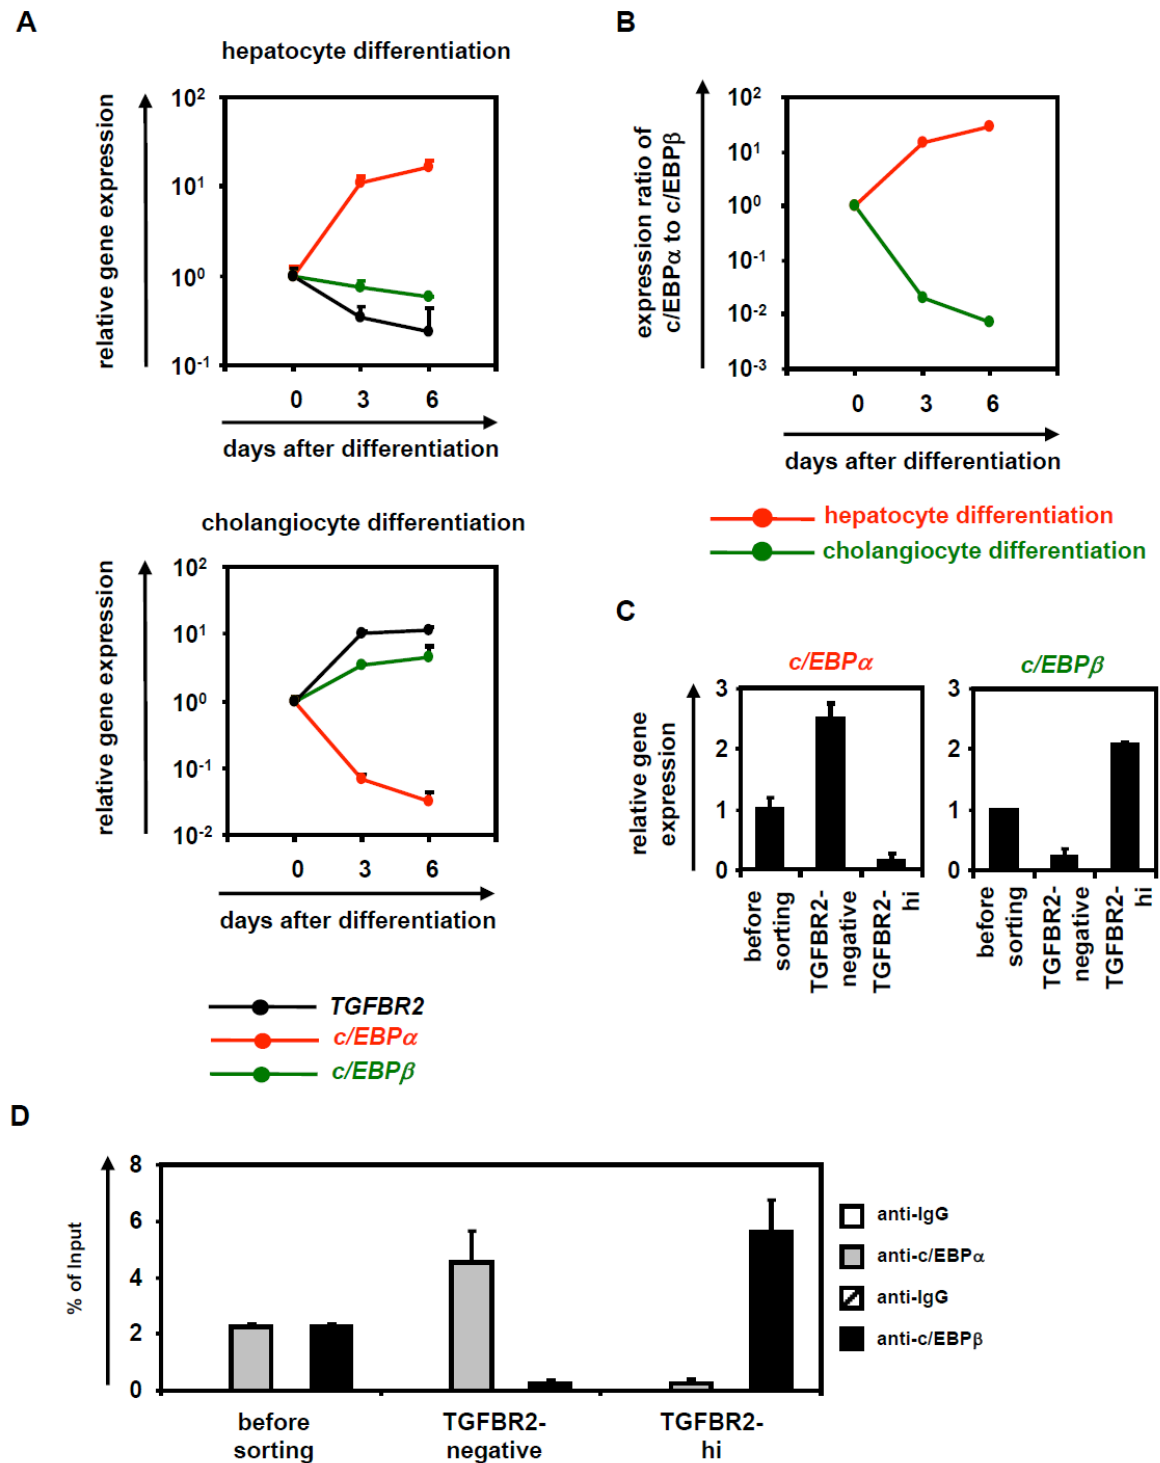 A
hepatocyte differentiation
relative gene expression
10²
10¹
10⁰
10⁻¹
0 3 6
days after differentiation
cholangiocyte differentiation
relative gene expression
10²
10¹
10⁰
10⁻¹
10⁻²
0 3 6
days after differentiation
TGFBR2
c/EBPα
c/EBPβ
B
expression ratio of
c/EBPα to c/EBPβ
10²
10¹
10⁰
10⁻¹
10⁻²
10⁻³
0 3 6
days after differentiation
hepatocyte differentiation
cholangiocyte differentiation
C
relative gene
expression
c/EBPα
3
2
1
0
before
sorting
TGFBR2-
negative
TGFBR2-
hi
c/EBPβ
3
2
1
0
before
sorting
TGFBR2-
negative
TGFBR2-
hi
D
% of Input
8
6
4
2
0
before
sorting
TGFBR2-
negative
TGFBR2-
hi
anti-IgG
anti-c/EBPα
anti-IgG
anti-c/EBPβ